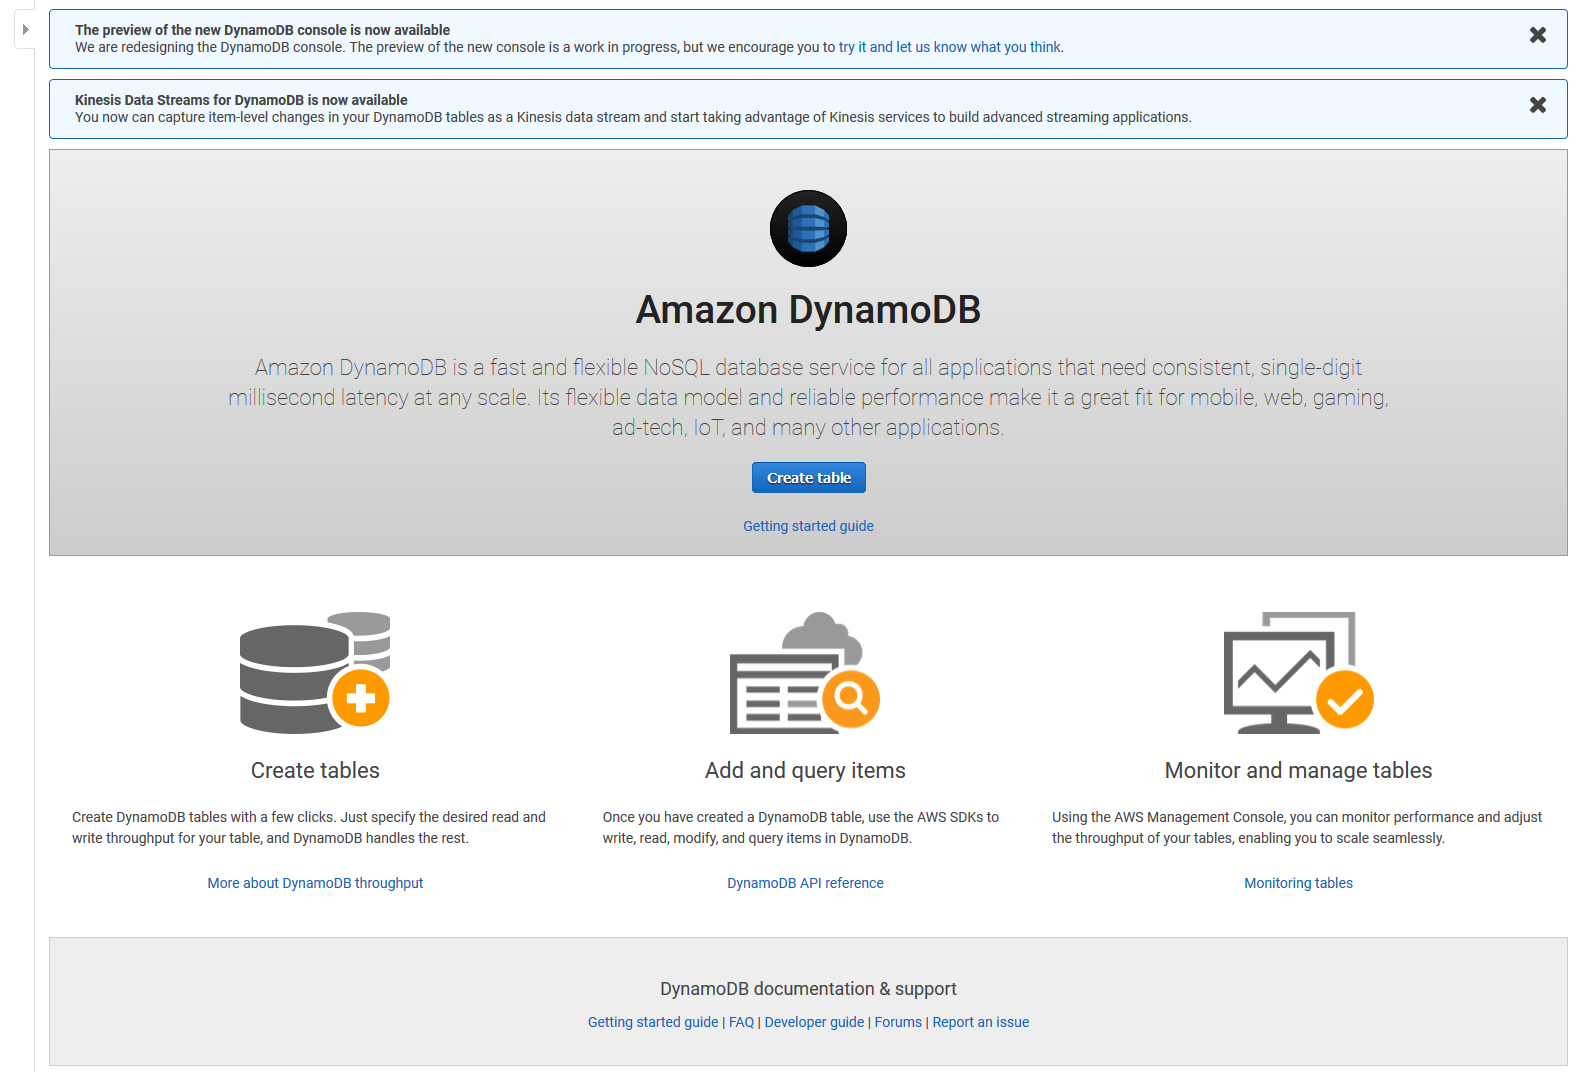 The preview of the new DynamoDB console is now available
We are redesigning the DynamoDB console. The preview of the new console is a work in progress, but we encourage you to try it and let us know what you think.
Kinesis Data Streams for DynamoDB is now available
You now can capture item-level changes in your DynamoDB tables as a Kinesis data stream and start taking advantage of Kinesis services to build advanced streaming applications.
Amazon DynamoDB
Amazon DynamoDB is a fast and flexible NoSQL database service for all applications that need consistent, single-digit
millisecond latency at any scale. Its flexible data model and reliable performance make it a great fit for mobile, web, gaming,
ad-tech, IoT, and many other applications.
Create table
Getting started guide
Create tables
Create DynamoDB tables with a few clicks. Just specify the desired read and
write throughput for your table, and DynamoDB handles the rest.
More about DynamoDB throughput
Add and query items
Once you have created a DynamoDB table, use the AWS SDKs to
write, read, modify, and query items in DynamoDB.
DynamoDB API reference
Monitor and manage tables
Using the AWS Management Console, you can monitor performance and adjust
the throughput of your tables, enabling you to scale seamlessly.
Monitoring tables
DynamoDB documentation & support
Getting started guide | FAQ | Developer guide | Forums | Report an issue